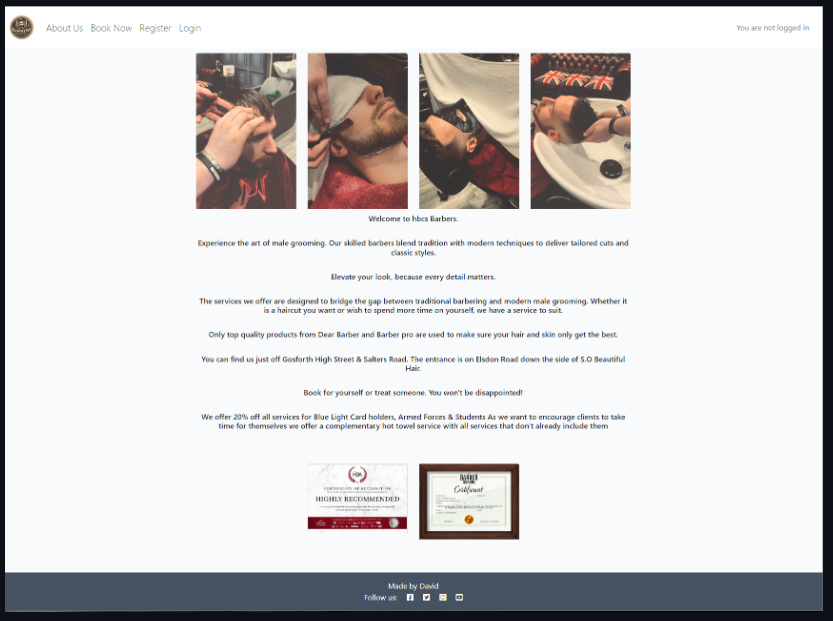 About Us Book Now Register Login
You are not logged in
Welcome to hbcs Barbers.
Experience the art of male grooming. Our skilled barbers blend tradition with modern techniques to deliver tailored cuts and
classic styles.
Elevate your look, because every detail matters.
The services we offer are designed to bridge the gap between traditional barbering and modern male grooming. Whether it
is a haircut you want or wish to spend more time on yourself, we have a service to suit.
Only top quality products from Dear Barber and Barber pro are used to make sure your hair and skin only get the best.
You can find us just off Gosforth High Street & Salters Road. The entrance is on Elsdon Road down the side of S.O Beautiful
Hair.
Book for yourself or treat someone. You won't be disappointed!
We offer 20% off all services for Blue Light Card holders, Armed Forces & Students As we want to encourage clients to take
time for themselves we offer a complementary hot towel service with all services that don't already include them
CERTIFICATE OF RECOGNITION
HIGHLY RECOMMENDED
BARBER
Certificate
Made by David
Follow us: